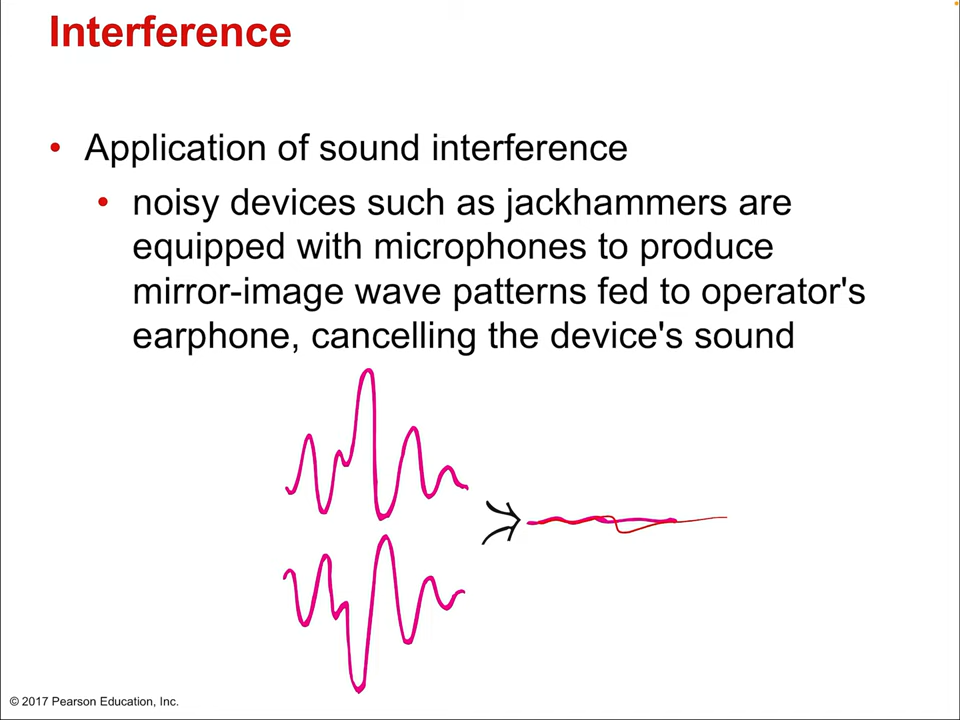 Interference
• Application of sound interference
• noisy devices such as jackhammers are
equipped with microphones to produce
mirror-image wave patterns fed to operator's
earphone, cancelling the device's sound
© 2017 Pearson Education, Inc.